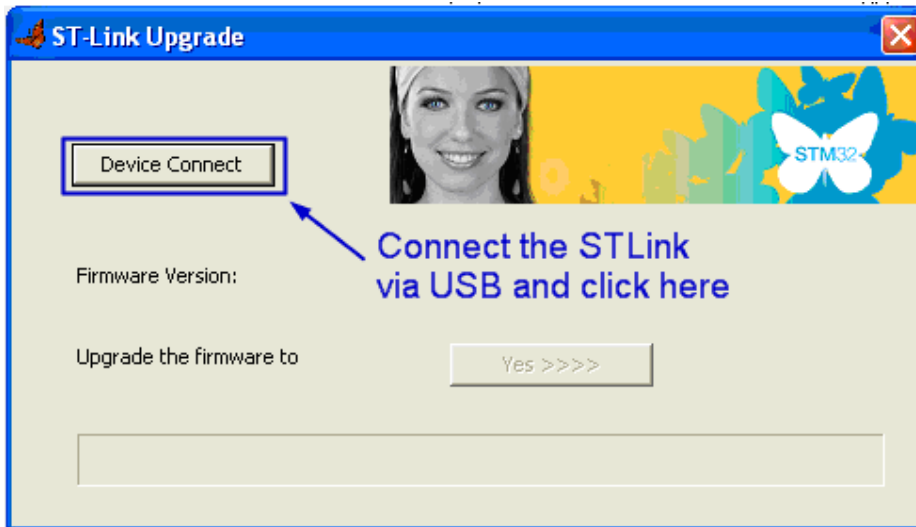 ST-Link Upgrade
Device Connect
STM32
Connect the STLink
via USB and click here
Firmware Version:
Upgrade the firmware to
Yes >>>>